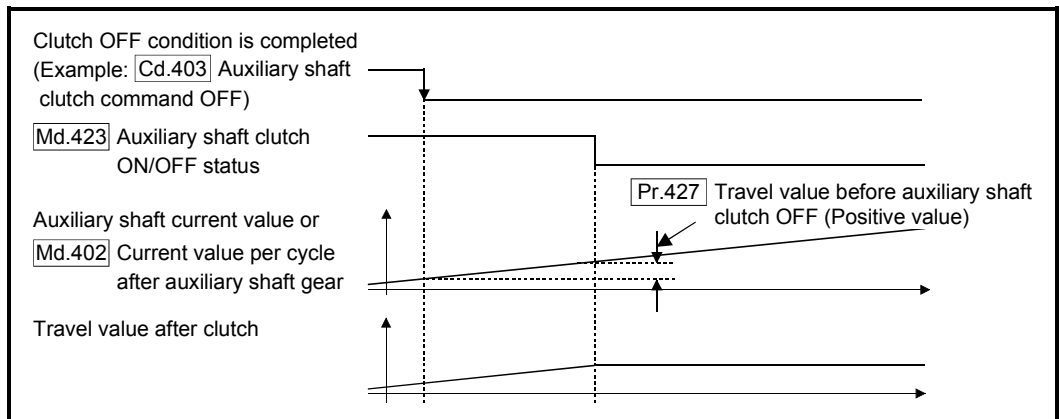 Clutch OFF condition is completed
(Example: Cd.403 Auxiliary shaft
clutch command OFF)
Md.423 Auxiliary shaft clutch
ON/OFF status
Pr.427 Travel value before auxiliary shaft
clutch OFF (Positive value)
Auxiliary shaft current value or
Md.402 Current value per cycle
after auxiliary shaft gear
Travel value after clutch